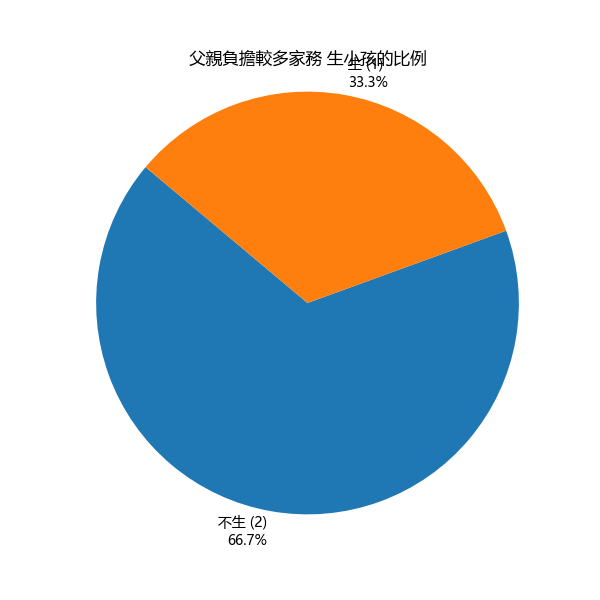 父親負擔較多家務 生小孩的比例
生 (1)
33.3%
不生 (2)
66.7%